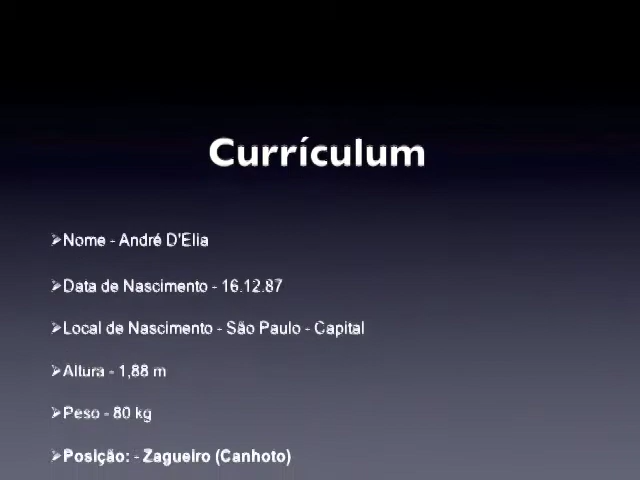 Currículum
➢Nome - André D'Elia
➢Data de Nascimento - 16.12.87
➢Local de Nascimento - São Paulo - Capital
➢Altura - 1,88 m
➢Peso - 80 kg
➢Posição: - Zagueiro (Canhoto)